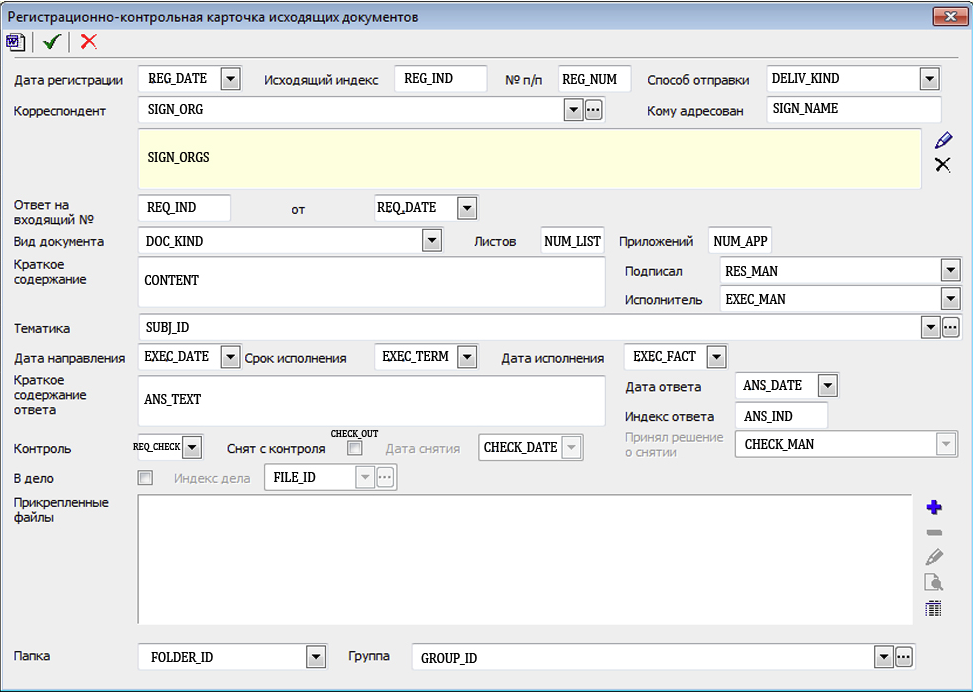 Регистрационно-контрольная карточка исходящих документов
Дата регистрации REG_DATE Исходящий индекс REG_IND № п/п REG_NUM Способ отправки DELIV_KIND
Корреспондент SIGN_ORG Кому адресован SIGN_NAME
SIGN_ORGS
Ответ на
входящий № REQ_IND от REQ_DATE
Вид документа DOC_KIND Листов NUM_LIST Приложений NUM_APP
Краткое
содержание CONTENT
Подписал RES_MAN
Исполнитель EXEC_MAN
Тематика SUBJ_ID
Дата направления EXEC_DATE Срок исполнения EXEC_TERM Дата исполнения EXEC_FACT
Краткое
содержание
ответа ANS_TEXT
Дата ответа ANS_DATE
Индекс ответа ANS_IND
Контроль REQ_CHECK Снят с контроля CHECK_OUT Дата снятия CHECK_DATE
Принял решение
о снятии CHECK_MAN
В дело Индекс дела FILE_ID
Прикрепленные
файлы
Папка FOLDER_ID Группа GROUP_ID